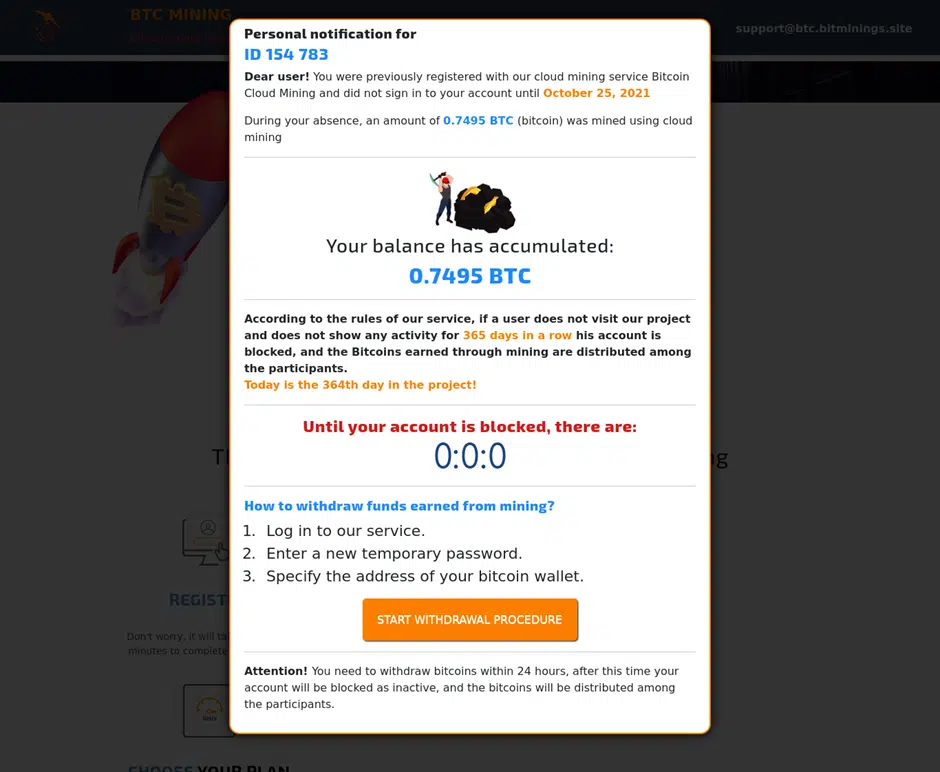 BTC MINING
support@btc.bitminings.site
Personal notification for
ID 154 783
Dear user! You were previously registered with our cloud mining service Bitcoin
Cloud Mining and did not sign in to your account until October 25, 2021
During your absence, an amount of 0.7495 BTC (bitcoin) was mined using cloud
mining
Your balance has accumulated:
0.7495 BTC
According to the rules of our service, if a user does not visit our project
and does not show any activity for 365 days in a row his account is
blocked, and the Bitcoins earned through mining are distributed among
the participants.
Today is the 364th day in the project!
Until your account is blocked, there are:
0:0:0
How to withdraw funds earned from mining?
1. Log in to our service.
2. Enter a new temporary password.
3. Specify the address of your bitcoin wallet.
START WITHDRAWAL PROCEDURE
Don't worry, it will
minutes to complete
Attention! You need to withdraw bitcoins within 24 hours, after this time your
account will be blocked as inactive, and the bitcoins will be distributed among
the participants.
CHOOSE YOUR PLAN